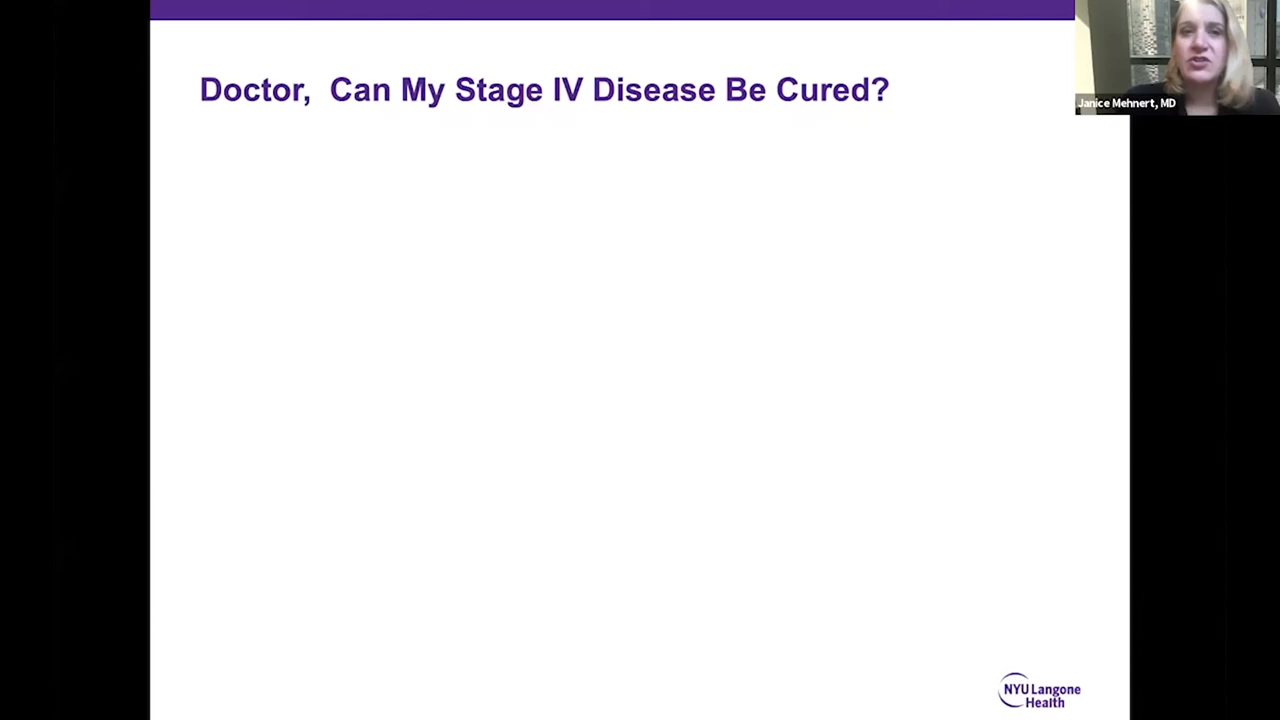 Doctor,  Can My Stage IV Disease Be Cured?
Janice Mehnert, MD
NYU Langone
Health